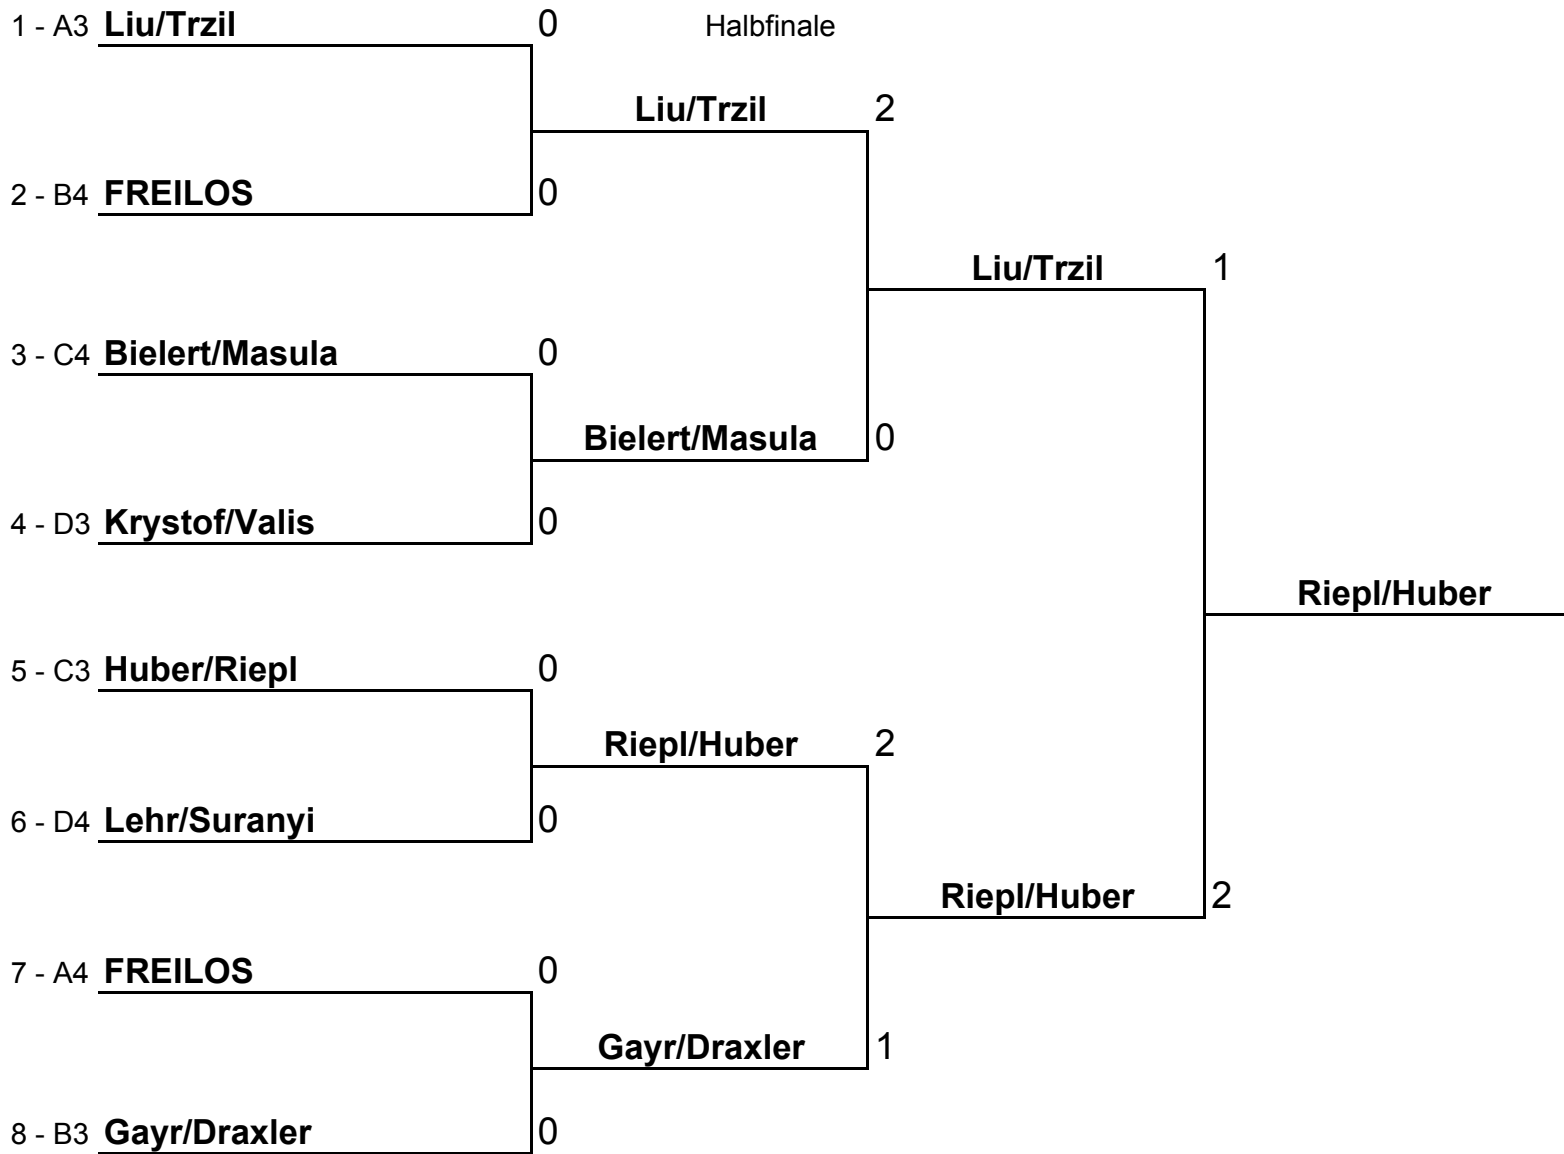 1 - A3 Liu/Trzil 0 Halbfinale
Liu/Trzil 2
2 - B4 FREILOS 0
Liu/Trzil 1
3 - C4 Bielert/Masula 0
Bielert/Masula 0
4 - D3 Krystof/Valis 0
Riepl/Huber
5 - C3 Huber/Riepl 0
Riepl/Huber 2
6 - D4 Lehr/Suranyi 0
Riepl/Huber 2
7 - A4 FREILOS 0
Gayr/Draxler 1
8 - B3 Gayr/Draxler 0